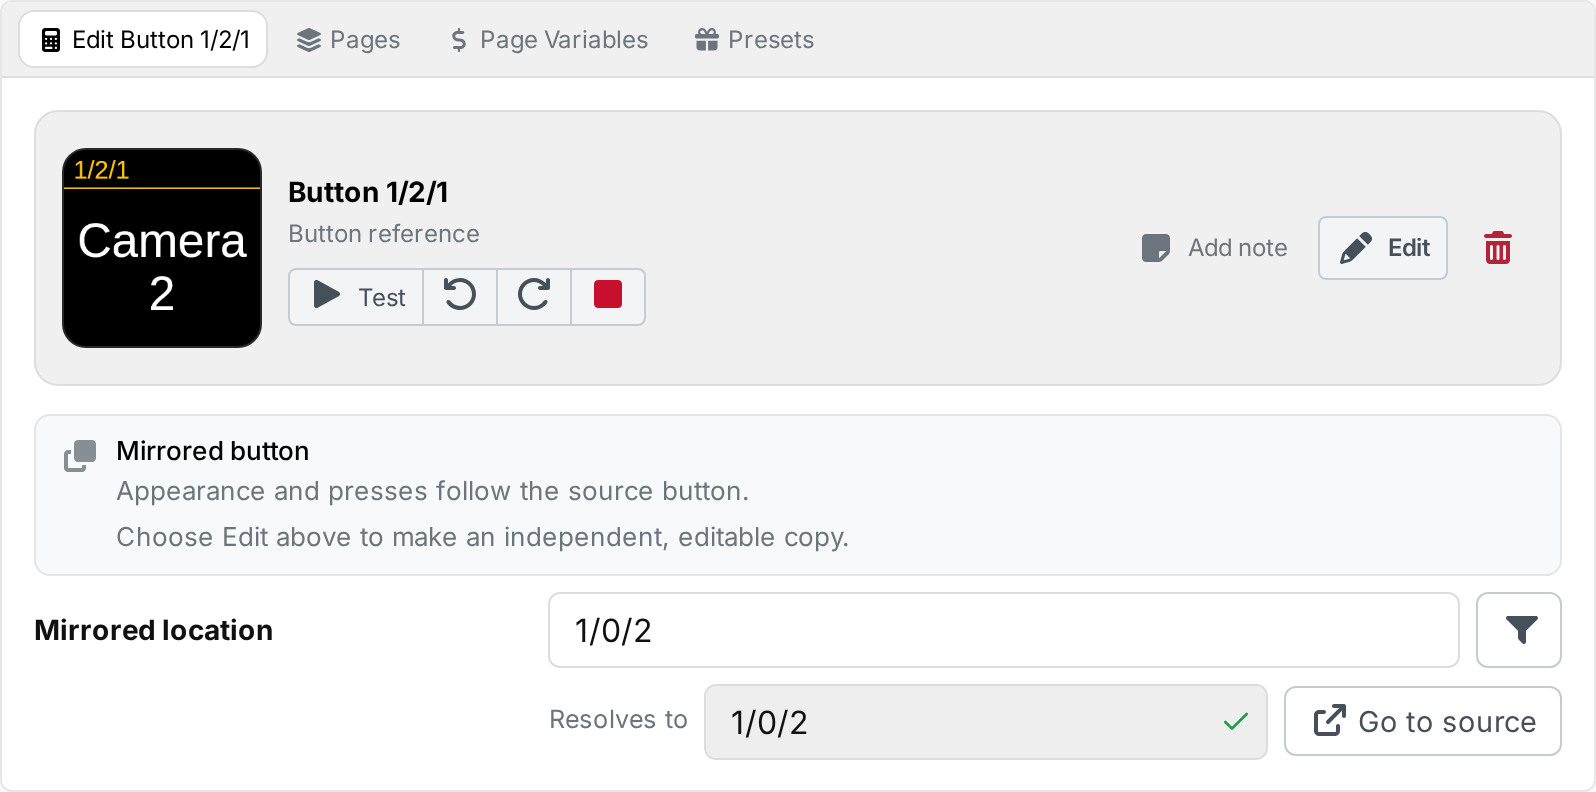 Edit Button 1/2/1
Pages
Page Variables
Presets
1/2/1
Camera
2
Button 1/2/1
Button reference
Test
Add note
Edit
Mirrored button
Appearance and presses follow the source button.
Choose Edit above to make an independent, editable copy.
Mirrored location
1/0/2
Resolves to
1/0/2
Go to source